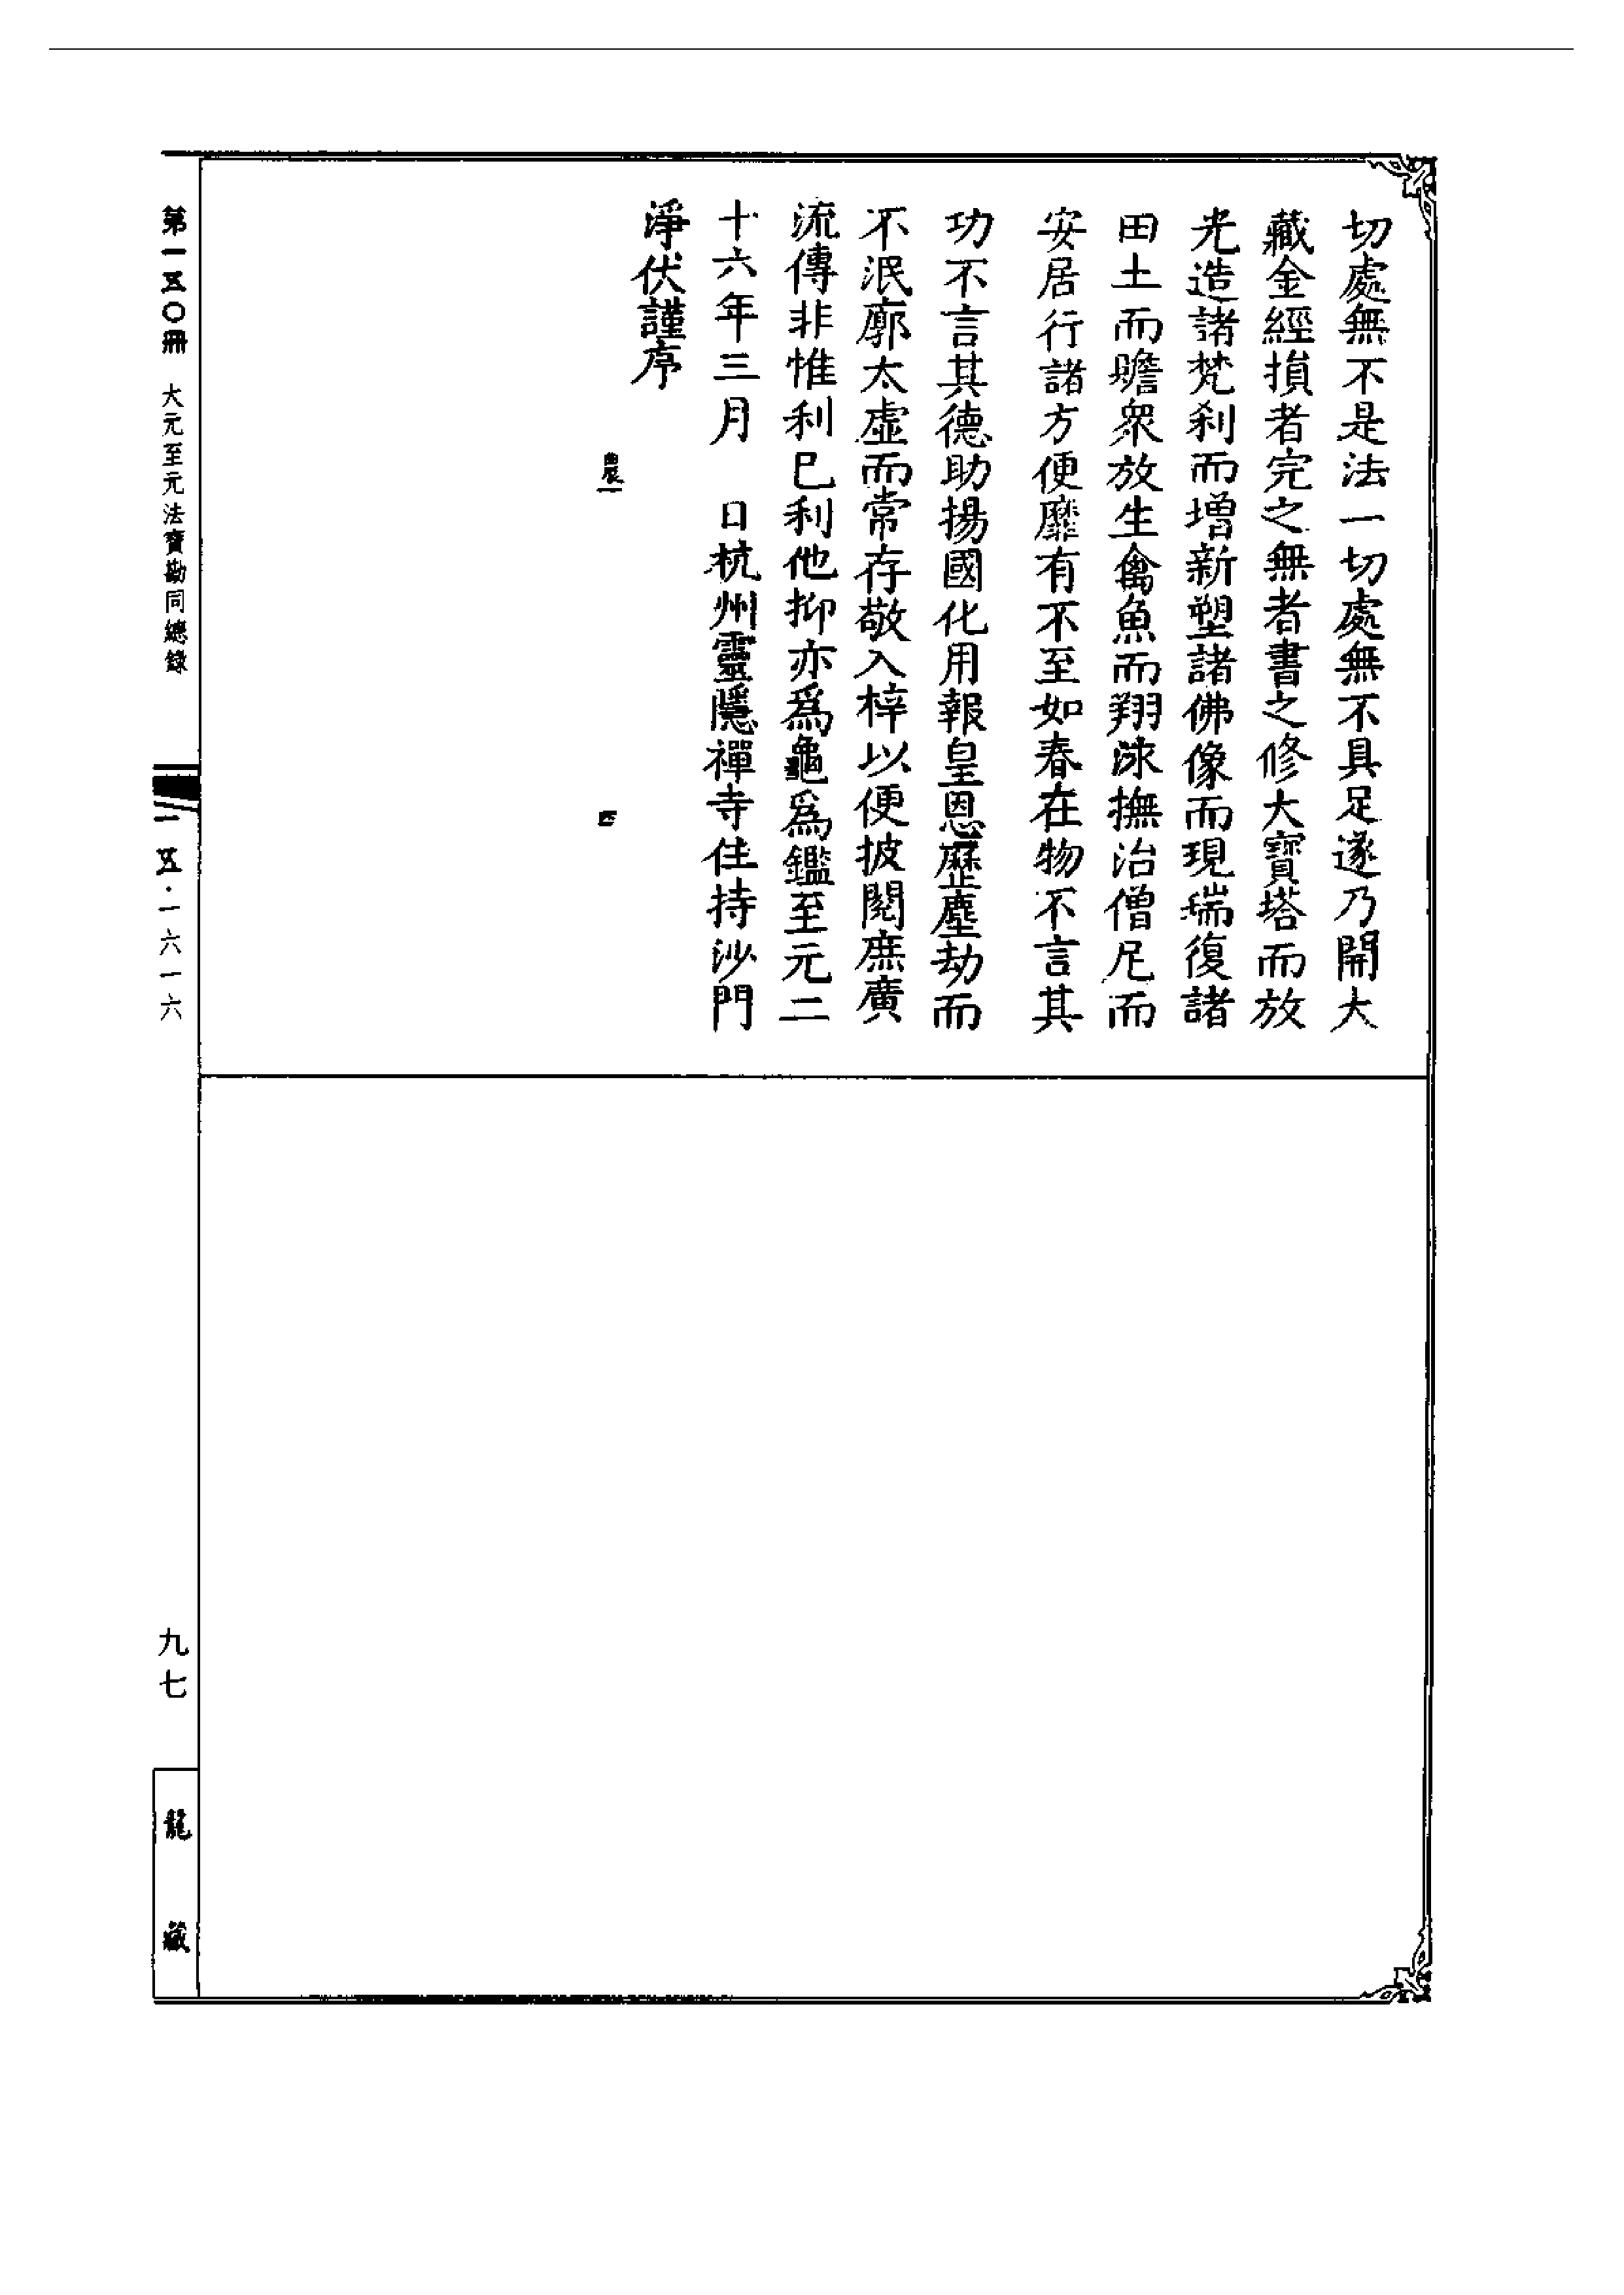 切處無不是法一切處無不具足遂乃開大
藏金經損者完之無者書之修大寶塔而放
光造諸梵刹而增新塑諸佛像而現瑞復諸
田土而贍衆放生禽魚而翔泳撫治僧尼而
安居行諸方便靡有不至如春在物不言其
功不言其德助揚國化用報皇恩歷塵劫而
不泯廓太虛而常存敬入梓以便披閱庶廣
流傳非惟利巳利他抑亦爲龜爲鑑至元二
十六年三月　日杭州靈隱禪寺住持沙門
淨伏謹序
農一
四
第一五〇冊　大元至元法寶勘同總錄
一五·一六一六
九七
龍藏